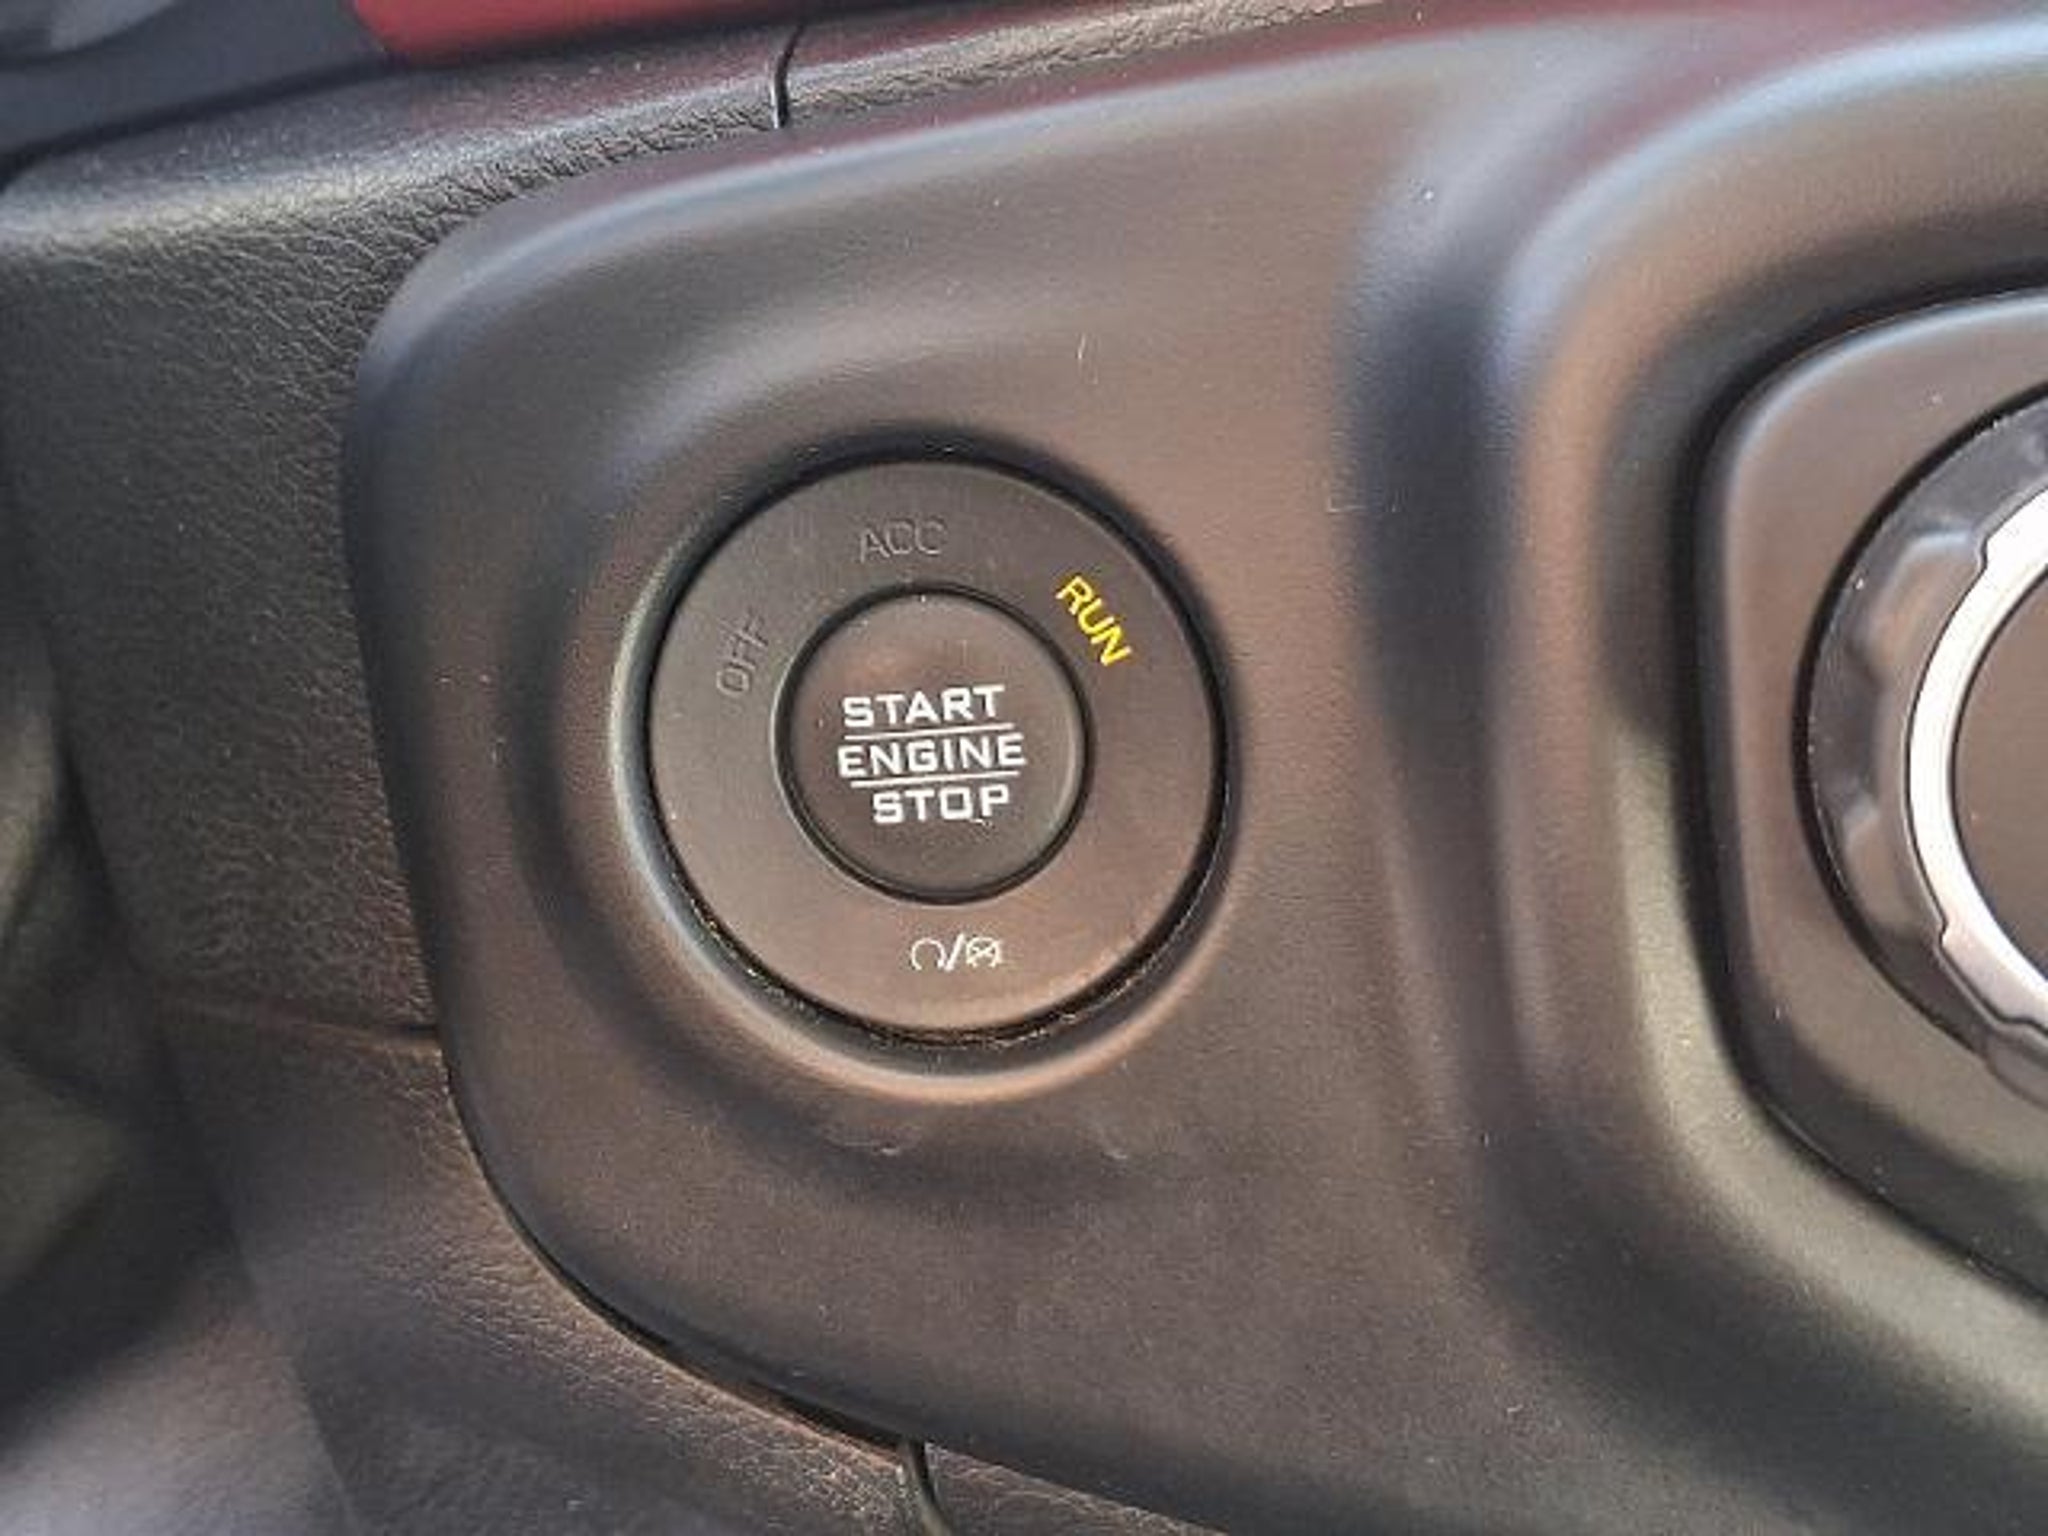 ACC
RUN
OFF
START
ENGINE
STOP